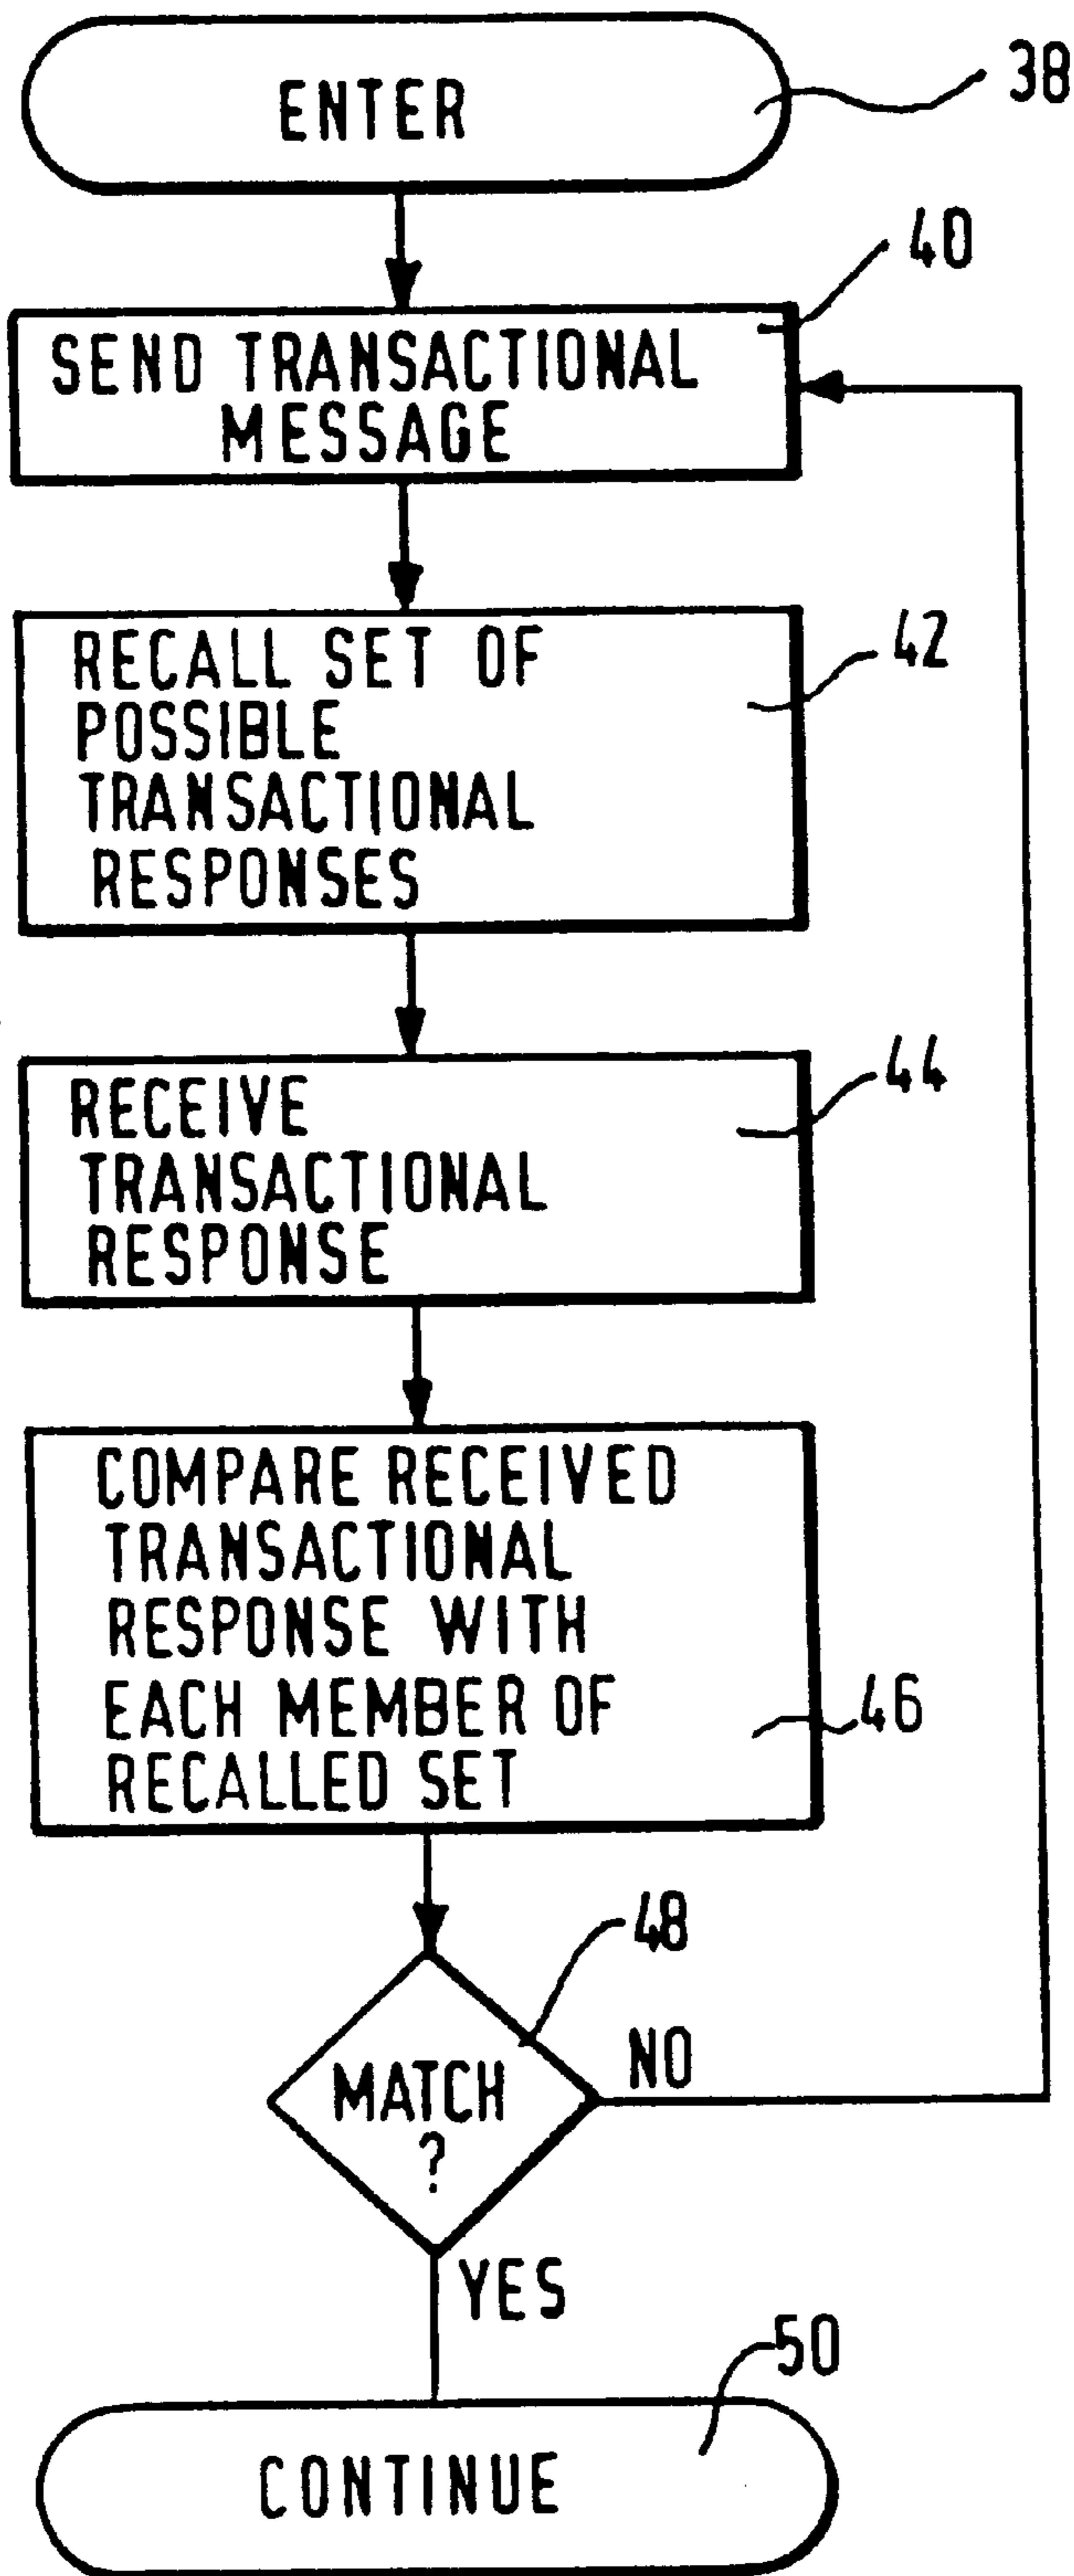 ENTER
38
40
SEND TRANSACTIONAL
MESSAGE
RECALL SET OF
POSSIBLE
TRANSACTIONAL
RESPONSES
42
RECEIVE
TRANSACTIONAL
RESPONSE
44
COMPARE RECEIVED
TRANSACTIONAL
RESPONSE WITH
EACH MEMBER OF
RECALLED SET
46
48
MATCH
?
NO
YES
50
CONTINUE